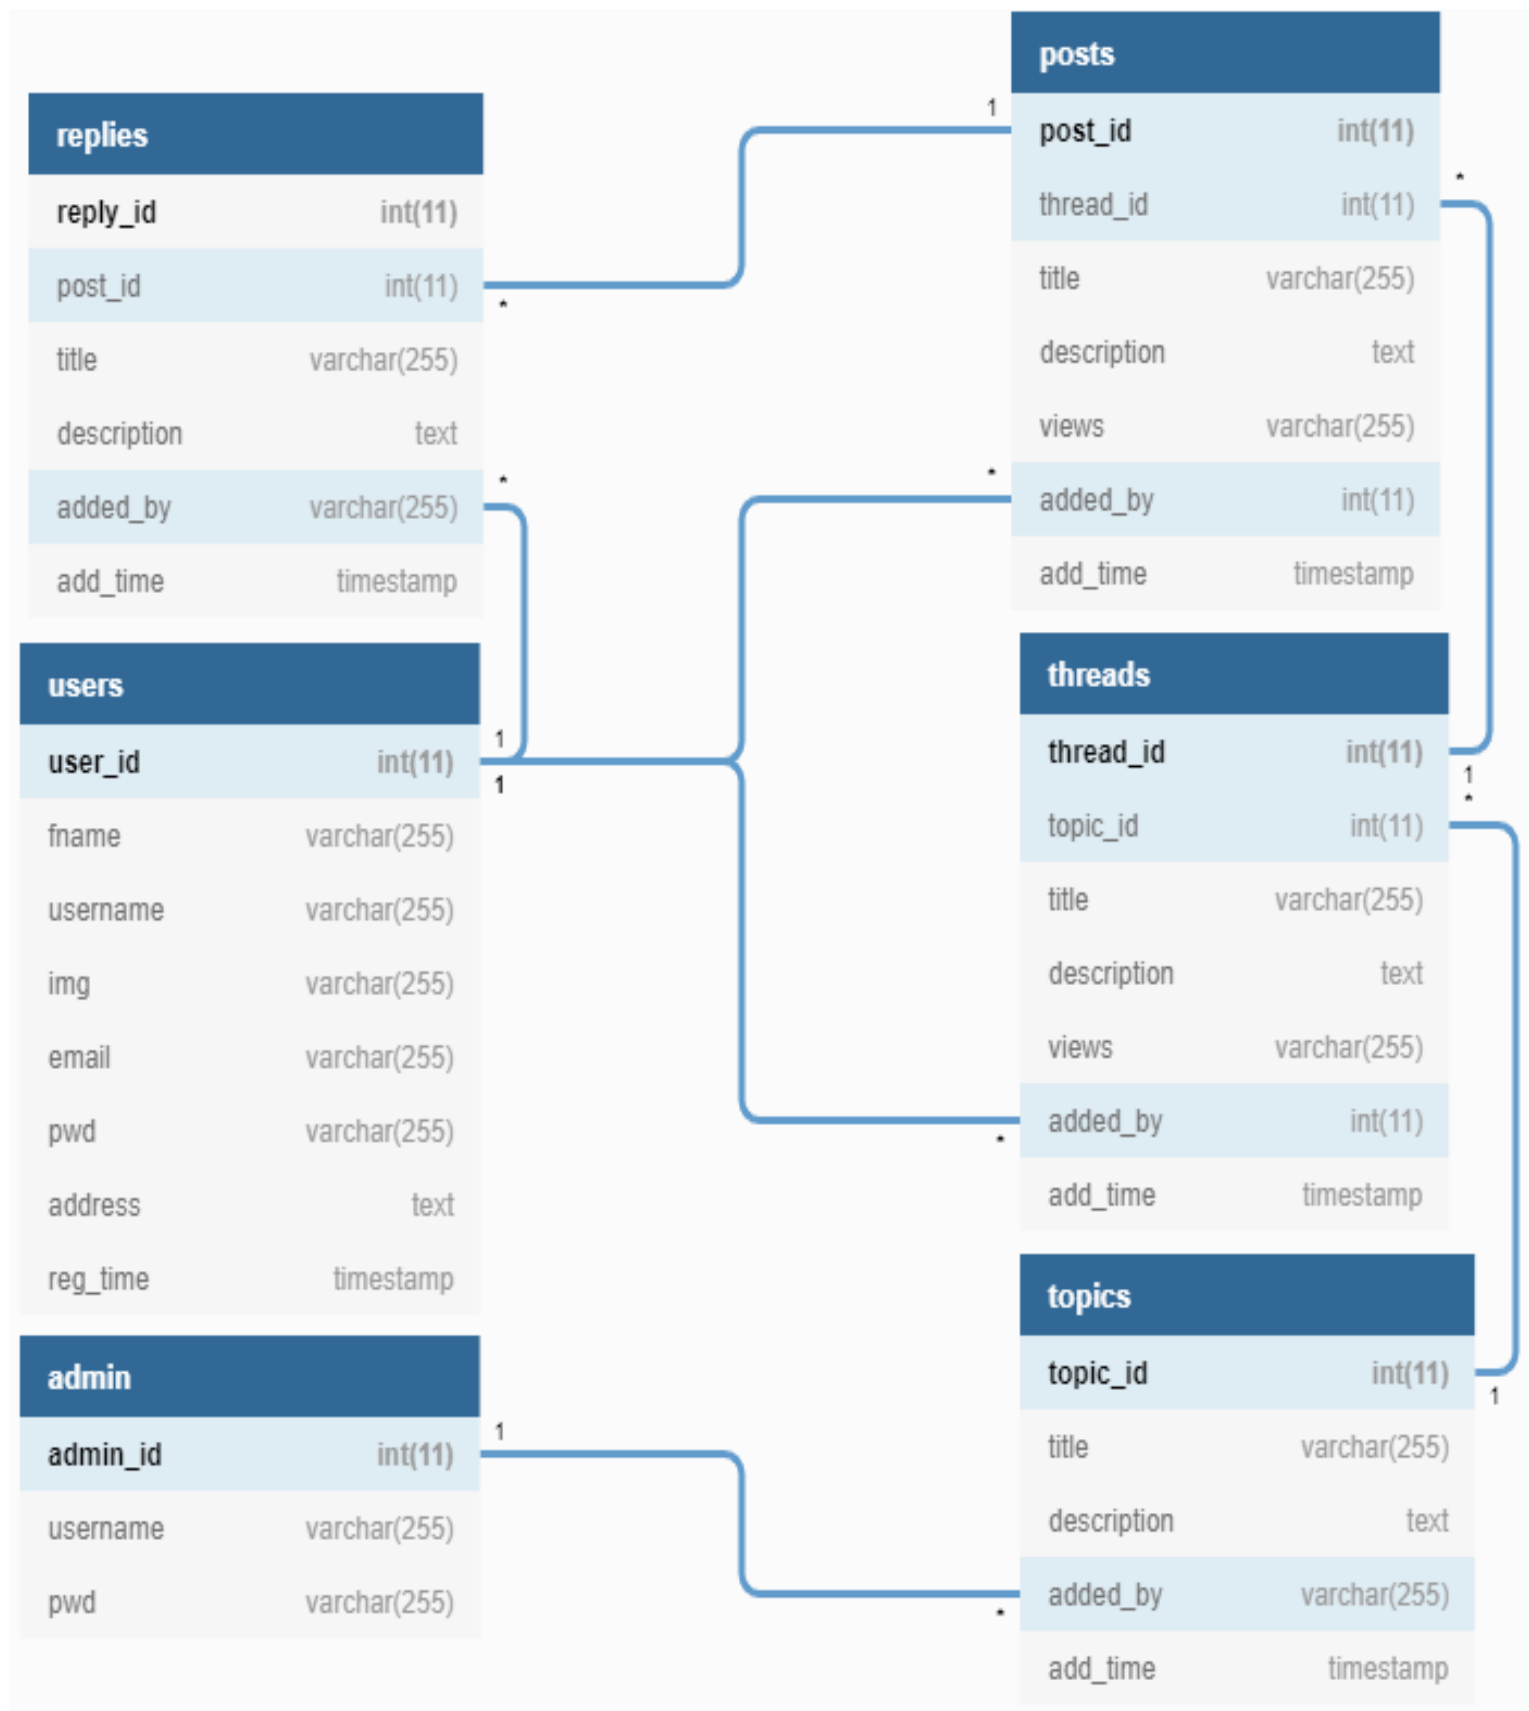 replies
reply_id int(11)
post_id int(11)
title varchar(255)
description text
added_by varchar(255)
add_time timestamp
*
*
users
user_id int(11)
fname varchar(255)
username varchar(255)
img varchar(255)
email varchar(255)
pwd varchar(255)
address text
reg_time timestamp
1
1
admin
admin_id int(11)
username varchar(255)
pwd varchar(255)
1
posts
post_id int(11)
thread_id int(11)
title varchar(255)
description text
views varchar(255)
added_by int(11)
add_time timestamp
1
*
*
threads
thread_id int(11)
topic_id int(11)
title varchar(255)
description text
views varchar(255)
added_by int(11)
add_time timestamp
1
*
*
topics
topic_id int(11)
title varchar(255)
description text
added_by varchar(255)
add_time timestamp
1
*